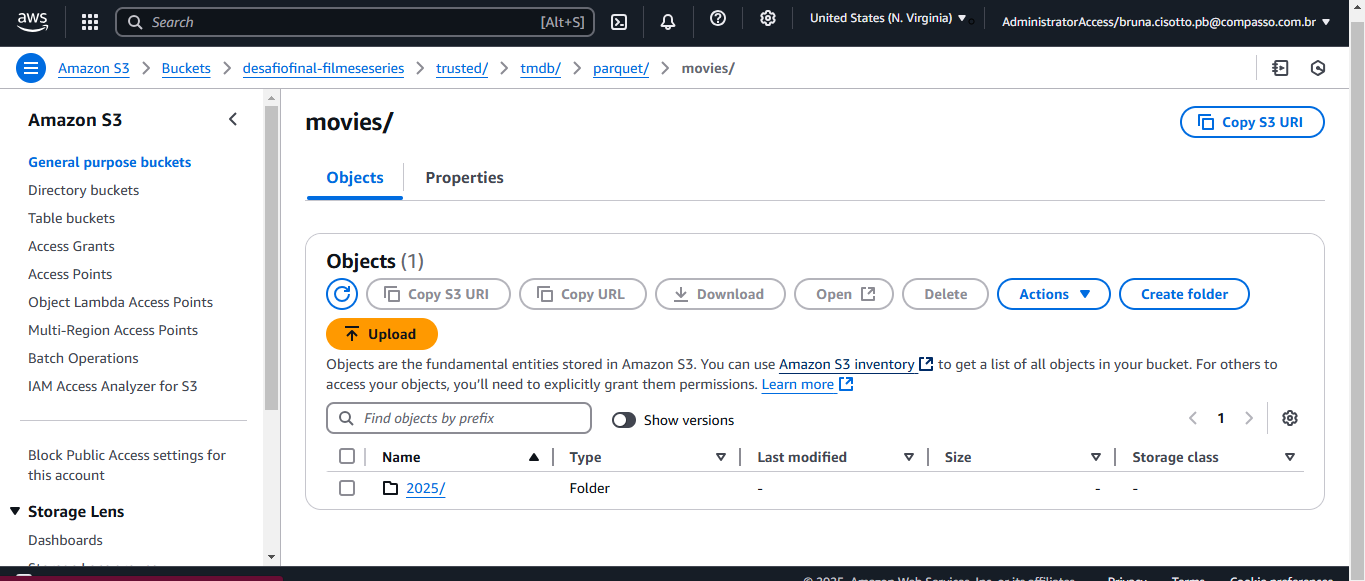 aws Search [Alt+S] United States (N. Virginia) AdministratorAccess/bruna.cisotto.pb@compasso.com.br
Amazon S3 > Buckets > desafiofinal-filmeseseries > trusted/ > tmdb/ > parquet/ > movies/
Amazon S3
General purpose buckets
Directory buckets
Table buckets
Access Grants
Access Points
Object Lambda Access Points
Multi-Region Access Points
Batch Operations
IAM Access Analyzer for S3
Block Public Access settings for
this account
Storage Lens
Dashboards
movies/
Copy S3 URI
Objects Properties
Objects (1)
Copy S3 URI Copy URL Download Open Delete Actions Create folder
Upload
Objects are the fundamental entities stored in Amazon S3. You can use Amazon S3 inventory to get a list of all objects in your bucket. For others to
access your objects, you'll need to explicitly grant them permissions. Learn more
Find objects by prefix Show versions 1
Name Type Last modified Size Storage class
2025/ Folder - - -
© 2025, Amazon Web Services, Inc. or its affiliates. Privacy Terms Cookie preferences